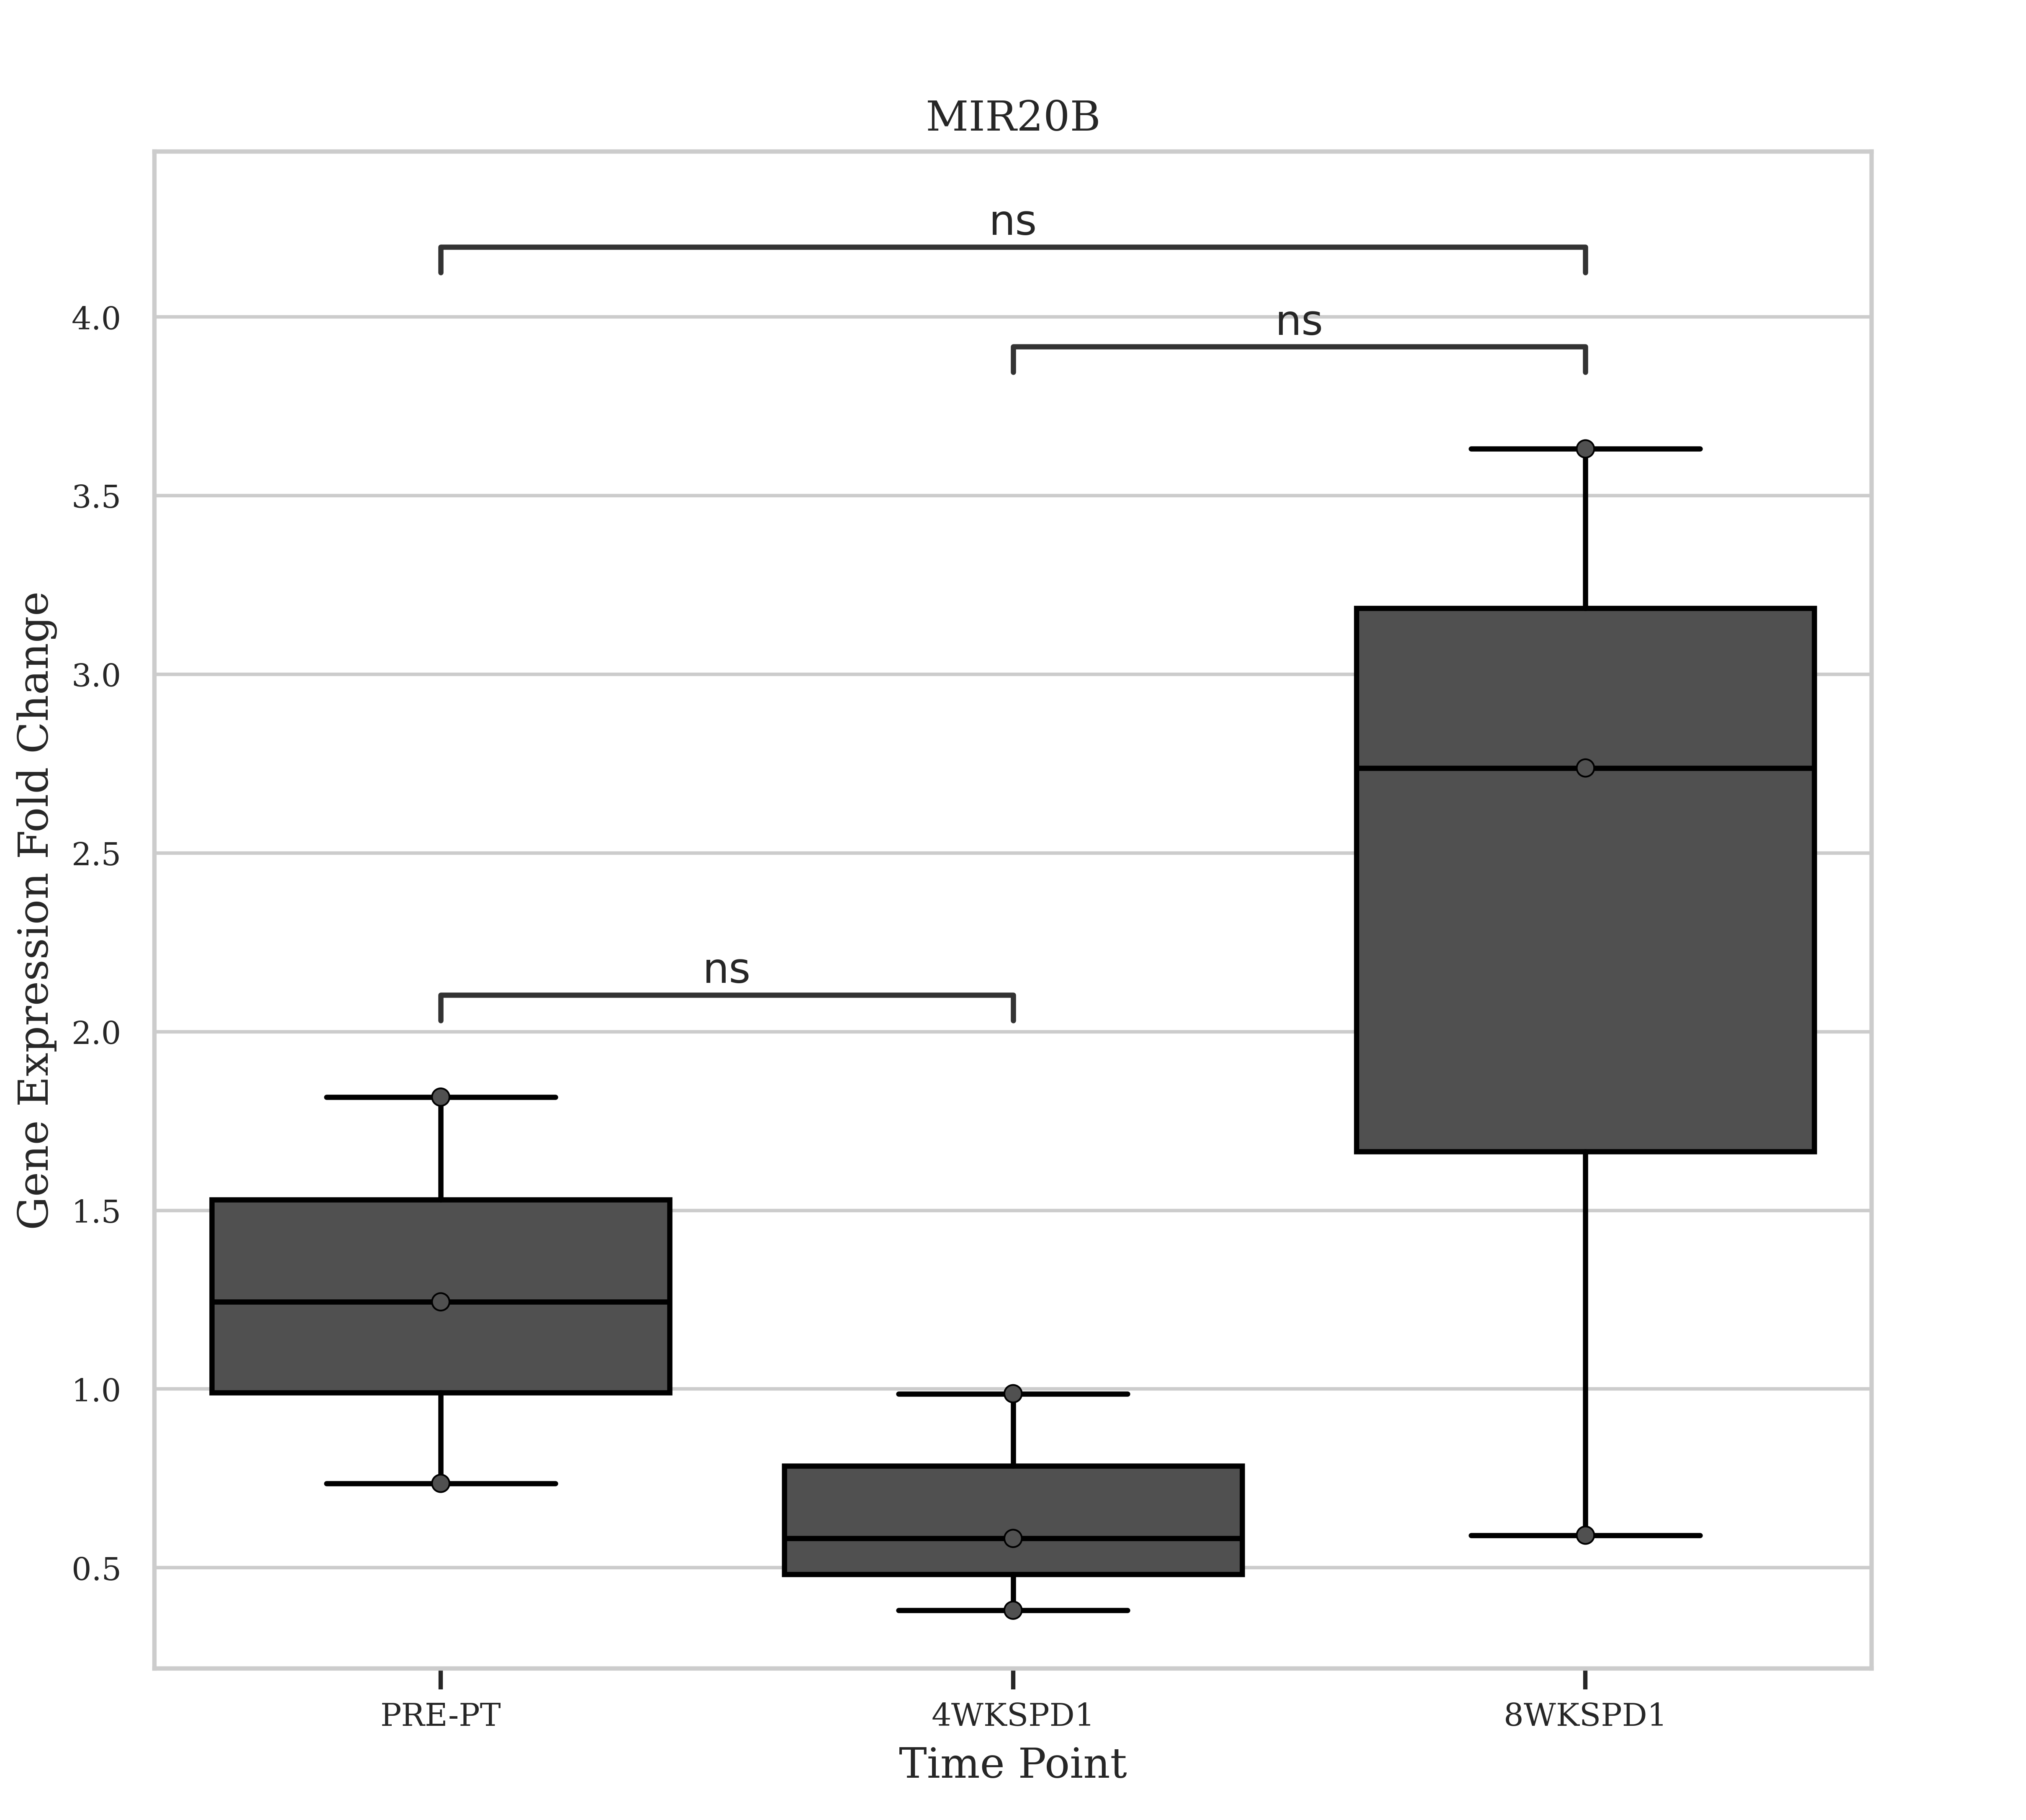 MIR20B
ns
ns
ns
Gene Expression Fold Change
4.0
3.5
3.0
2.5
2.0
1.5
1.0
0.5
PRE-PT
4WKSPD1
8WKSPD1
Time Point